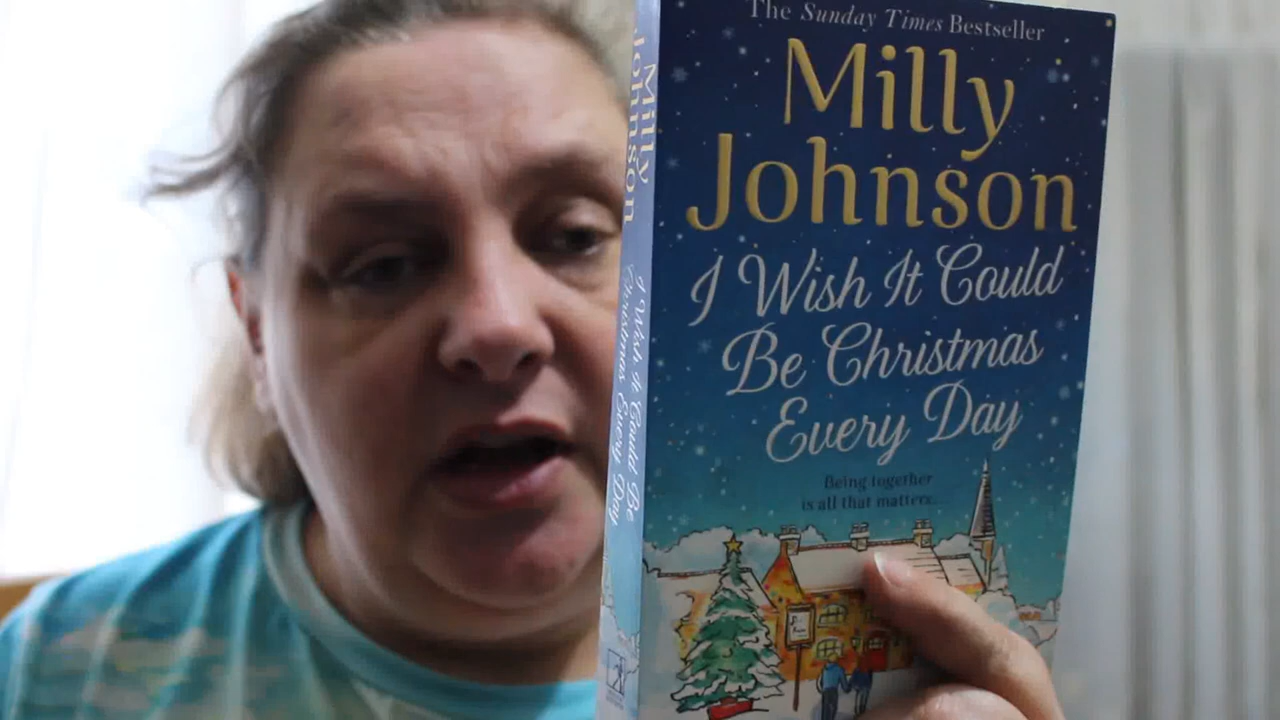 The Sunday Times Bestseller
Milly
Johnson
I Wish It Could
Be Christmas
Every Day
Being together
is all that matters.
Milly
Johnson
I Wish It Could Be
Christmas Every Day